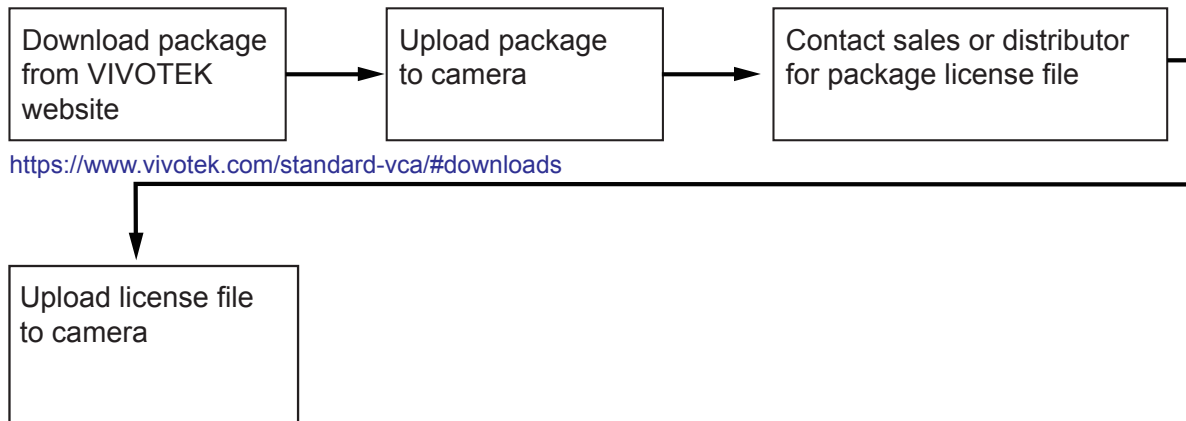 Download package
from VIVOTEK
website
Upload package
to camera
Contact sales or distributor
for package license file
https://www.vivotek.com/standard-vca/#downloads
Upload license file
to camera